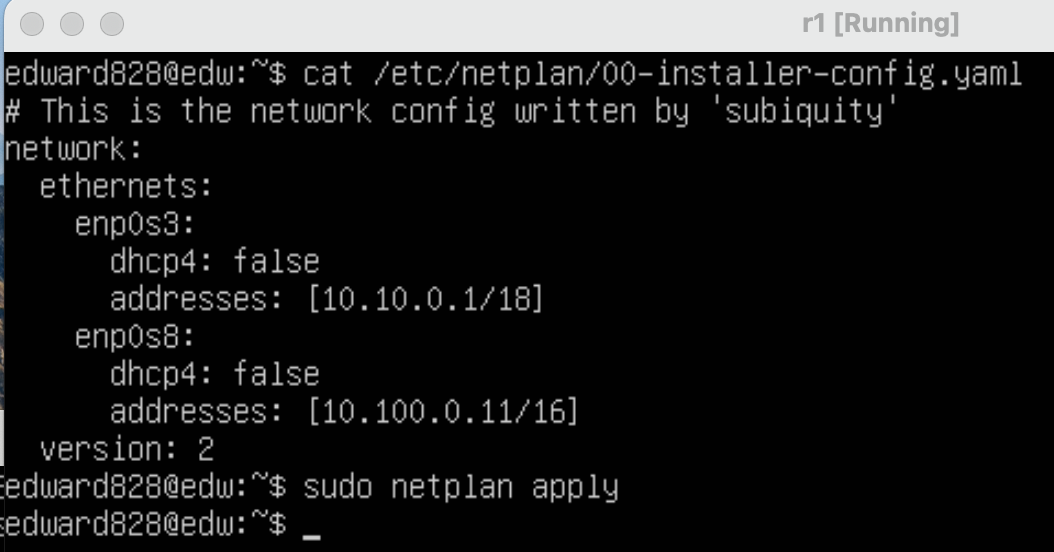 r1 [Running]
edward828@edw:~$ cat /etc/netplan/00-installer-config.yaml
# This is the network config written by 'subiquity'
network:
  ethernets:
    enp0s3:
      dhcp4: false
      addresses: [10.10.0.1/18]
    enp0s8:
      dhcp4: false
      addresses: [10.100.0.11/16]
  version: 2
edward828@edw:~$ sudo netplan apply
edward828@edw:~$ _